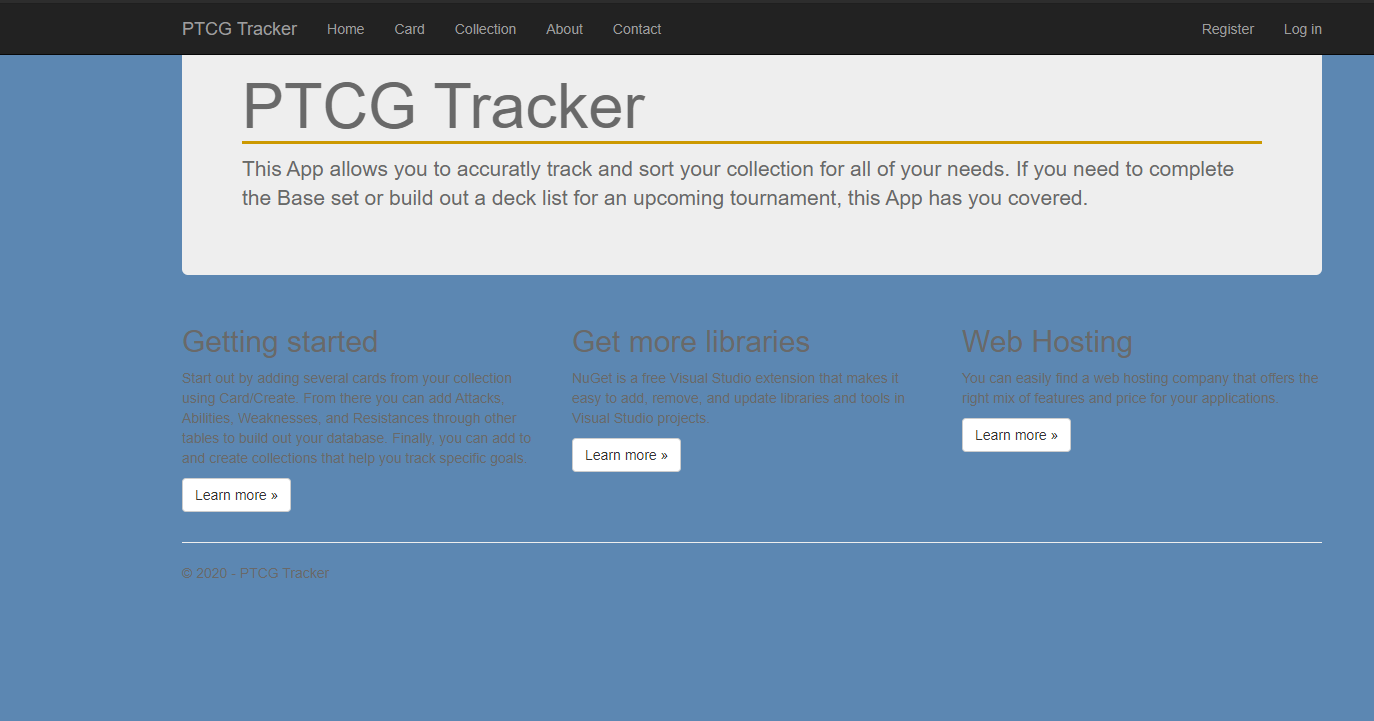 PTCG Tracker Home Card Collection About Contact Register Log in
PTCG Tracker
This App allows you to accuratly track and sort your collection for all of your needs. If you need to complete
the Base set or build out a deck list for an upcoming tournament, this App has you covered.
Getting started
Start out by adding several cards from your collection
using Card/Create. From there you can add Attacks,
Abilities. Weaknesses, and Resistances through other
tables to build out your database. Finally, you can add to
and create collections that help you track specific goals.
Learn more »
Get more libraries
NuGet is a free Visual Studio extension that makes it
easy to add, remove, and update libraries and tools in
Visual Studio projects.
Learn more »
Web Hosting
You can easily find a web hosting company that offers the
right mix of features and price for your applications.
Learn more »
© 2020 - PTCG Tracker